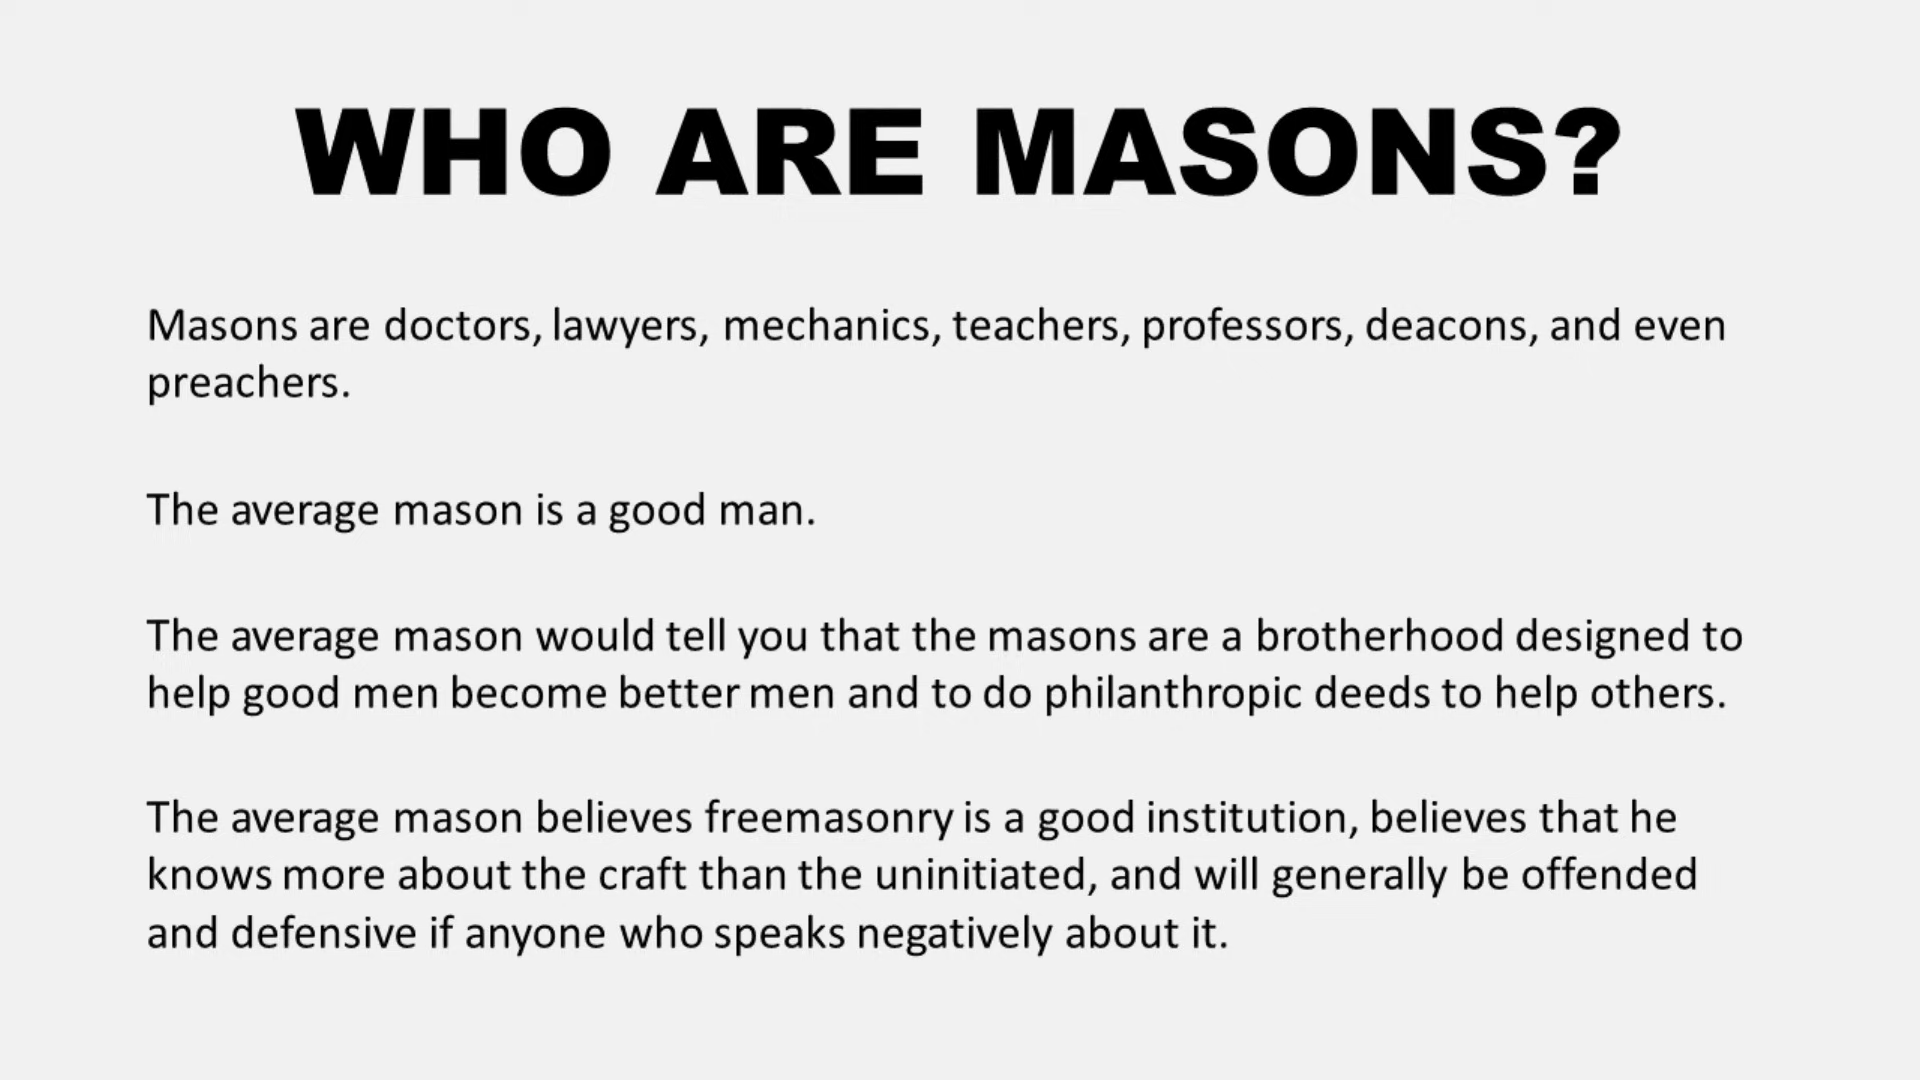 WHO ARE MASONS?
Masons are doctors, lawyers, mechanics, teachers, professors, deacons, and even
preachers.
The average mason is a good man.
The average mason would tell you that the masons are a brotherhood designed to
help good men become better men and to do philanthropic deeds to help others.
The average mason believes freemasonry is a good institution, believes that he
knows more about the craft than the uninitiated, and will generally be offended
and defensive if anyone who speaks negatively about it.